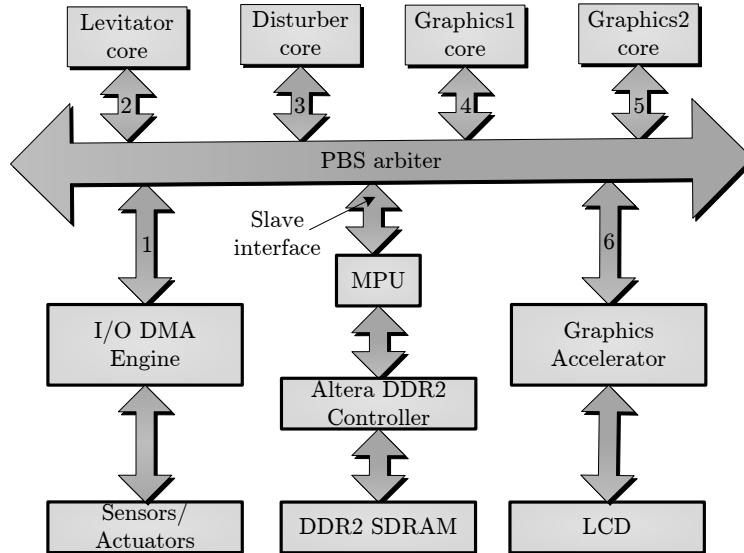 Levitator
core
Disturber
core
Graphics1
core
Graphics2
core
2
3
4
5
PBS arbiter
Slave
interface
1
6
MPU
I/O DMA
Engine
Graphics
Accelerator
Altera DDR2
Controller
Sensors/
Actuators
DDR2 SDRAM
LCD